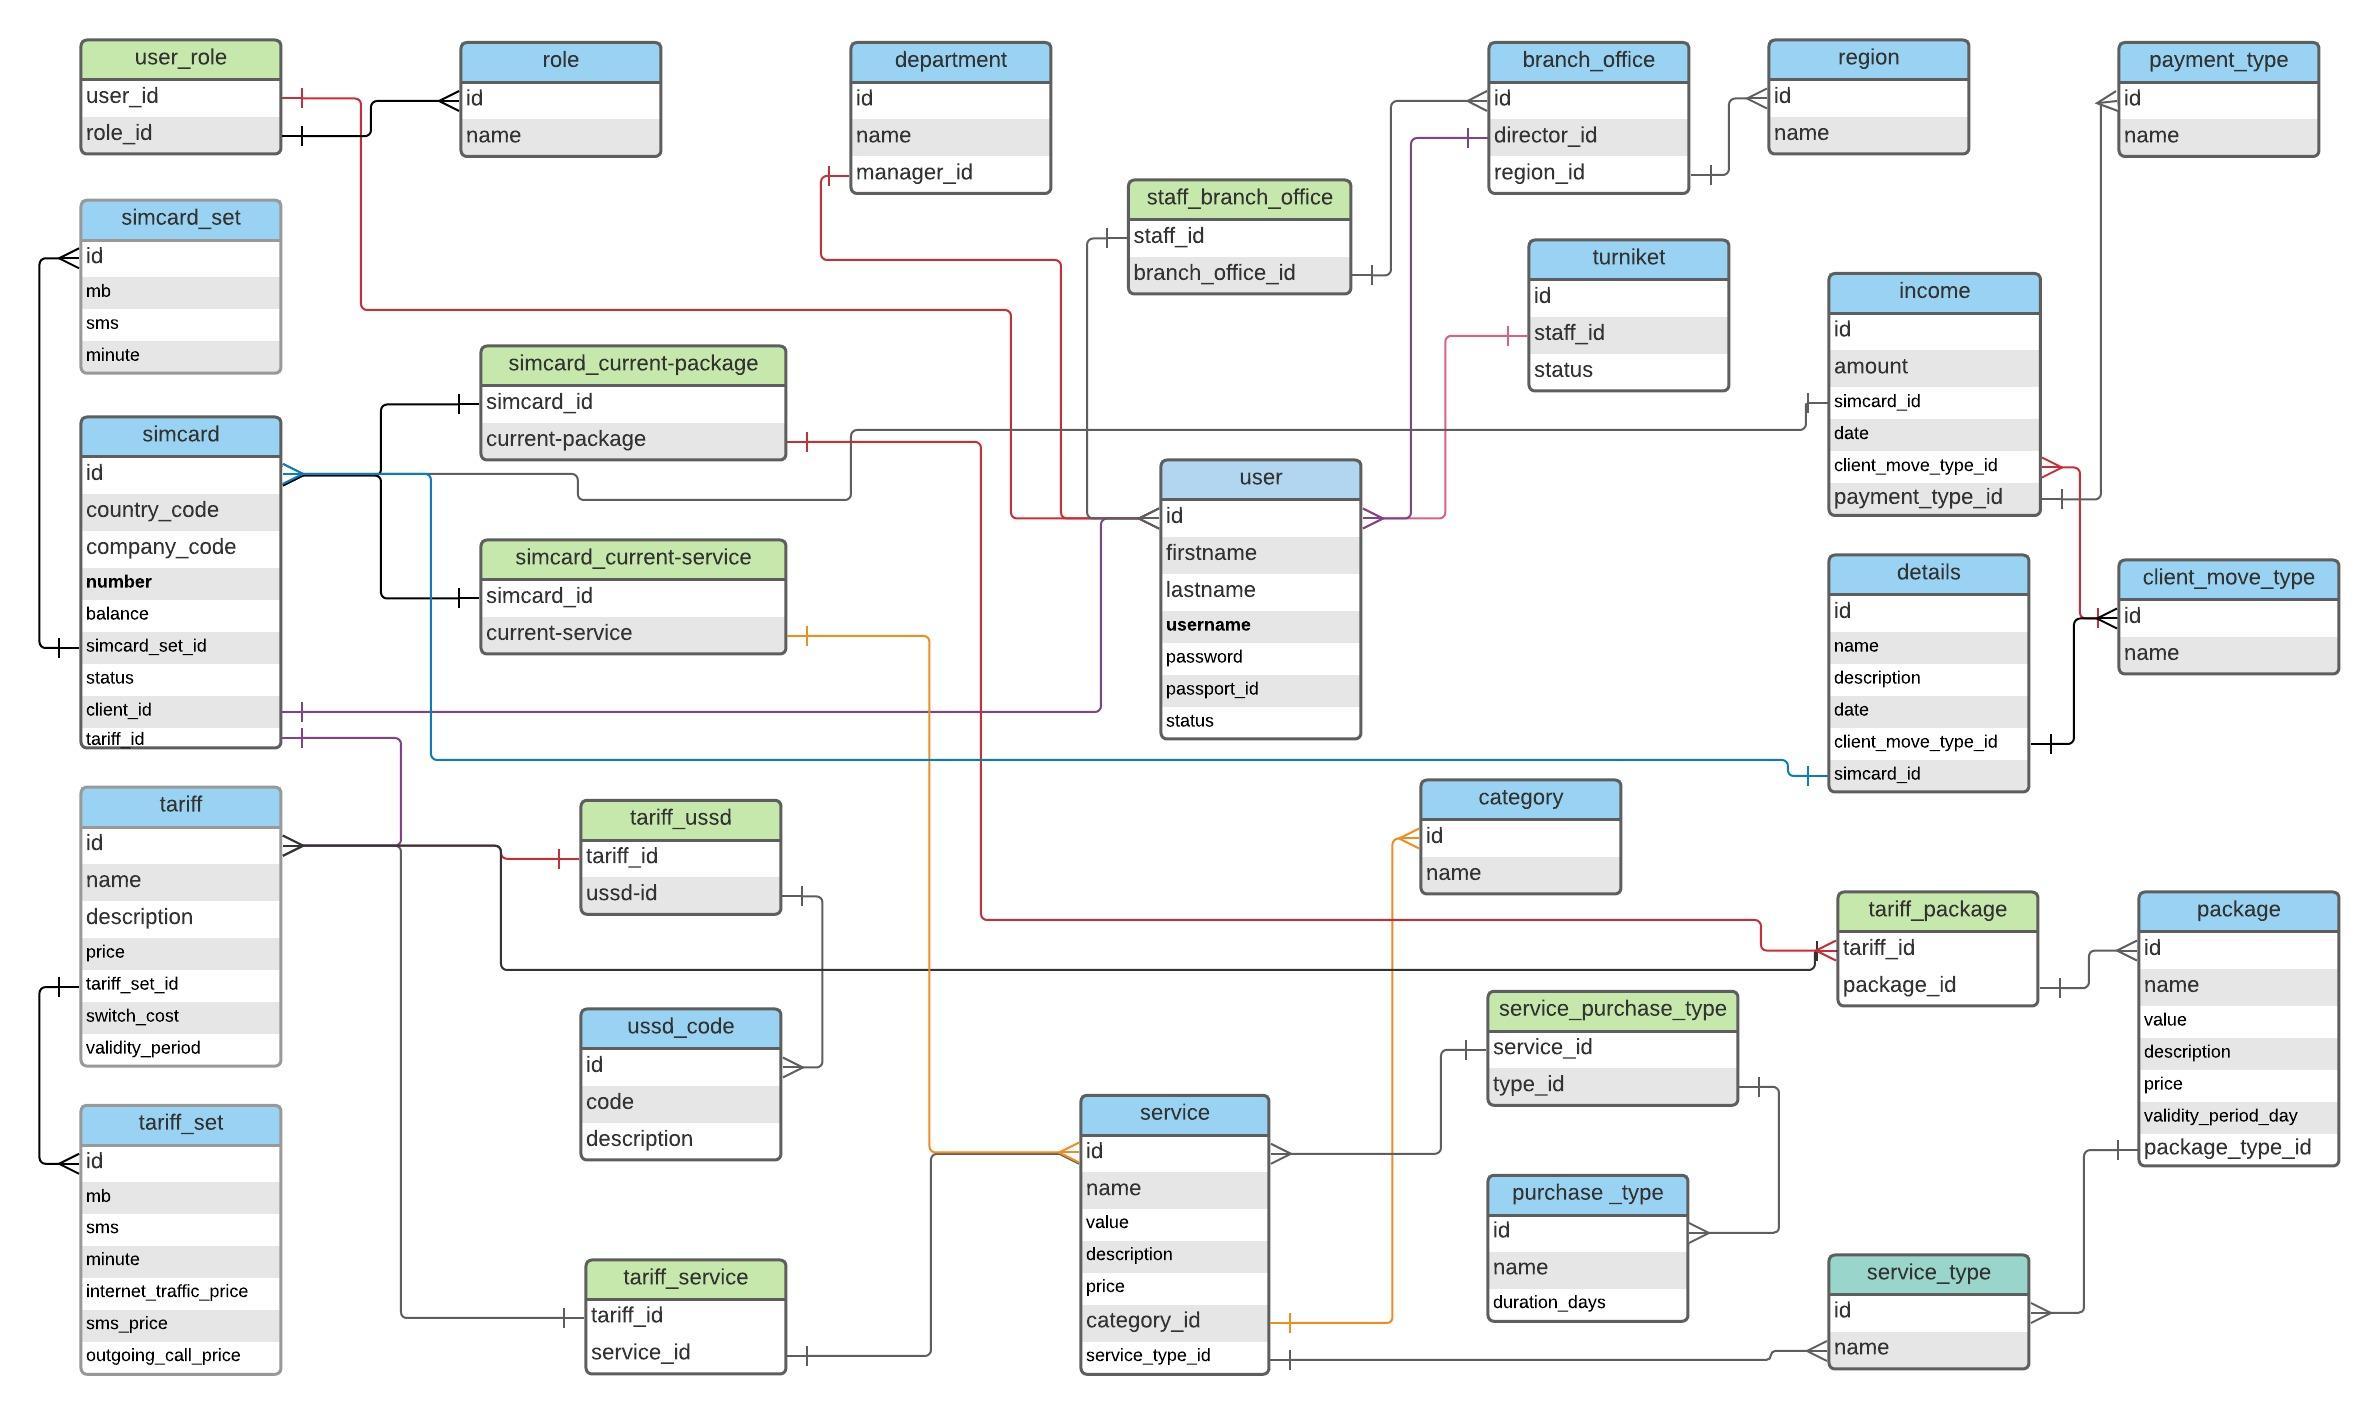 user_role
user_id
role_id
role
id
name
department
id
name
manager_id
branch_office
id
director_id
region_id
region
id
name
payment_type
id
name
simcard_set
id
mb
sms
minute
staff_branch_office
staff_id
branch_office_id
turniket
id
staff_id
status
income
id
amount
simcard_id
date
client_move_type_id
payment_type_id
simcard_current-package
simcard_id
current-package
simcard
id
country_code
company_code
number
balance
simcard_set_id
status
client_id
tariff_id
simcard_current-service
simcard_id
current-service
user
id
firstname
lastname
username
password
passport_id
status
details
id
name
description
date
client_move_type_id
simcard_id
client_move_type
id
name
tariff
id
name
description
price
tariff_set_id
switch_cost
validity_period
tariff_ussd
tariff_id
ussd-id
category
id
name
tariff_package
tariff_id
package_id
package
id
name
value
description
price
validity_period_day
package_type_id
ussd_code
id
code
description
service_purchase_type
service_id
type_id
tariff_set
id
mb
sms
minute
internet_traffic_price
sms_price
outgoing_call_price
service
id
name
value
description
price
category_id
service_type_id
purchase _type
id
name
duration_days
tariff_service
tariff_id
service_id
service_type
id
name